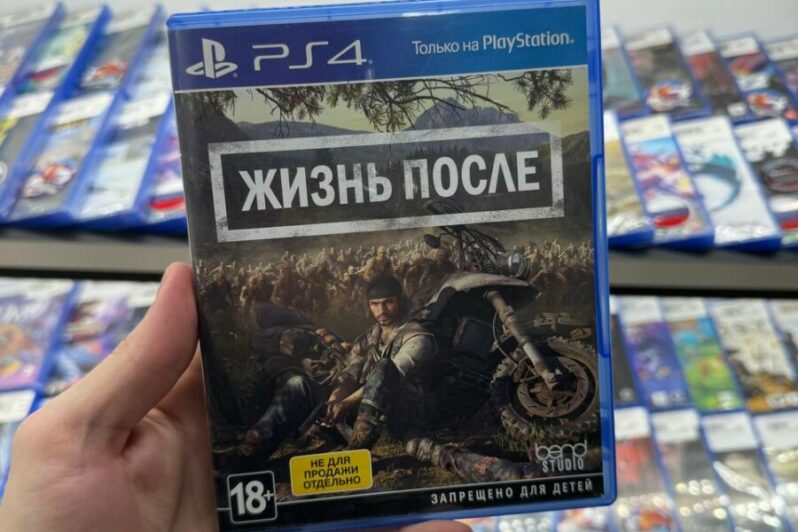 PS4
Только на PlayStation
ЖИЗНЬ ПОСЛЕ
НЕ ДЛЯ
ПРОДАЖИ
ОТДЕЛЬНО
bend
STUDIO
18+
ЗАПРЕЩЕНО ДЛЯ ДЕТЕЙ